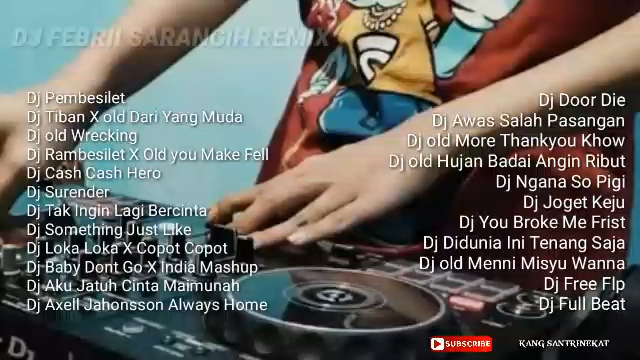 DJ FEBRII SARANGIH REMIX
Dj Pembesilet
Dj Tiban X old Dari Yang Muda
Dj old Wrecking
Dj Rambesilet X Old you Make Fell
Dj Cash Cash Hero
Dj Surender
Dj Tak Ingin Lagi Bercinta
Dj Something Just Like
Dj Loka Loka X Copot Copot
Dj Baby Dont Go X India Mashup
Dj Aku Jatuh Cinta Maimunah
Dj Axell Jahonsson Always Home
Dj Door Die
Dj Awas Salah Pasangan
Dj old More Thankyou Khow
Dj old Hujan Badai Angin Ribut
Dj Ngana So Pigi
Dj Joget Keju
Dj You Broke Me Frist
Dj Didunia Ini Tenang Saja
Dj old Menni Misyu Wanna
Dj Free Flp
Dj Full Beat
SUBSCRIBE
KANG SANTRINEKAT